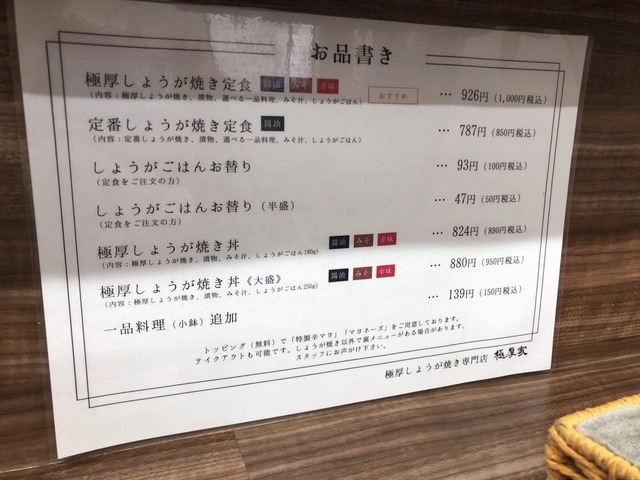 お品書き
極厚しょうが焼き定食 醤油 みそ 辛味 おすすめ … 926円(1,000円税込)
(内容:極厚しょうが焼き、漬物、選べる一品料理、みそ汁、しょうがごはん)
定番しょうが焼き定食 醤油 … 787円(850円税込)
(内容:定番しょうが焼き、漬物、選べる一品料理、みそ汁、しょうがごはん)
しょうがごはんお替り … 93円(100円税込)
(定食をご注文の方)
しょうがごはんお替り(半盛) … 47円(50円税込)
(定食をご注文の方)
極厚しょうが焼き丼 醤油 みそ 辛味 … 824円(890円税込)
(内容:極厚しょうが焼き、漬物、みそ汁、しょうがごはん180g)
極厚しょうが焼き丼《大盛》 醤油 みそ 辛味 … 880円(950円税込)
(内容:極厚しょうが焼き、漬物、みそ汁、しょうがごはん250g)
一品料理(小鉢)追加 … 139円(150円税込)
トッピング(無料)で「特製辛マヨ」「マヨネーズ」をご用意しております。
テイクアウトも可能です。しょうが焼き以外で裏メニューがある場合があります。
スタッフにお声がけ下さい。
極厚しょうが焼き専門店 極厚家